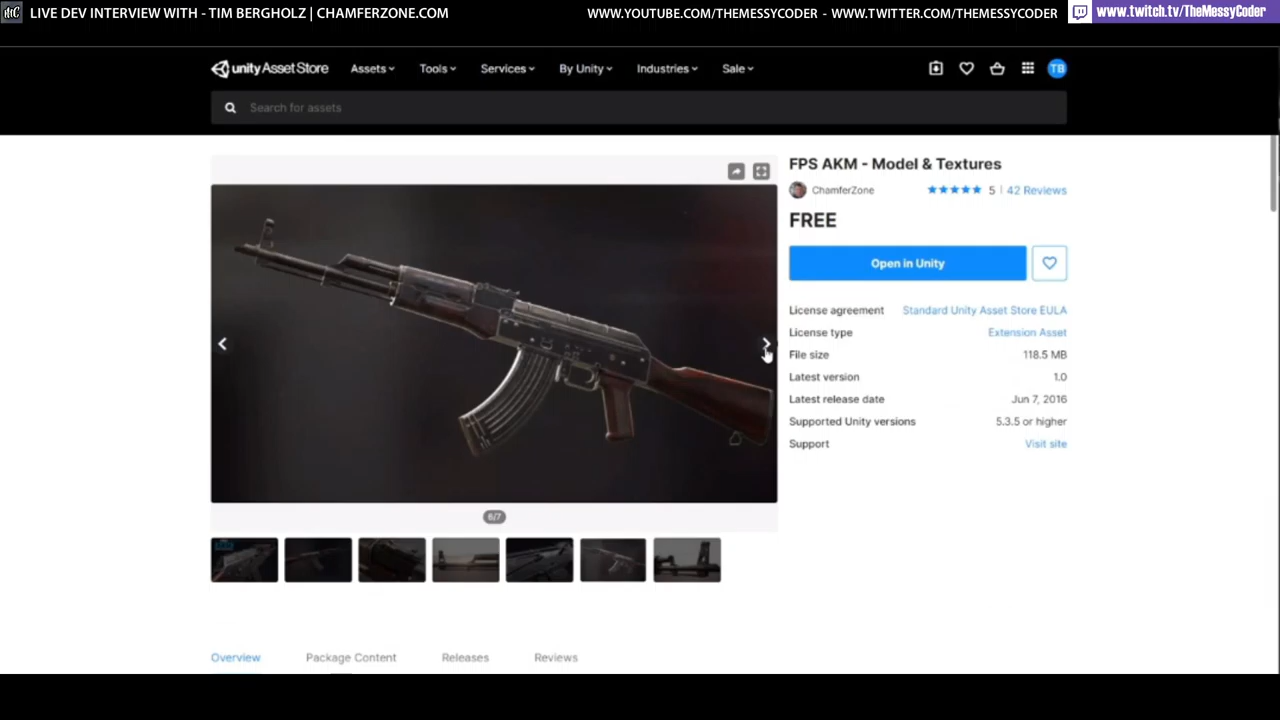 LIVE DEV INTERVIEW WITH - TIM BERGHOLZ | CHAMFERZONE.COM
WWW.YOUTUBE.COM/THEMESSYCODER - WWW.TWITTER.COM/THEMESSYCODER
www.twitch.tv/TheMessyCoder
unity Asset Store
Assets
Tools
Services
By Unity
Industries
Sale
TB
Search for assets
FPS AKM - Model & Textures
ChamferZone
5 | 42 Reviews
FREE
Open in Unity
License agreement Standard Unity Asset Store EULA
License type Extension Asset
File size 118.5 MB
Latest version 1.0
Latest release date Jun 7, 2016
Supported Unity versions 5.3.5 or higher
Support Visit site
6/7
Overview
Package Content
Releases
Reviews